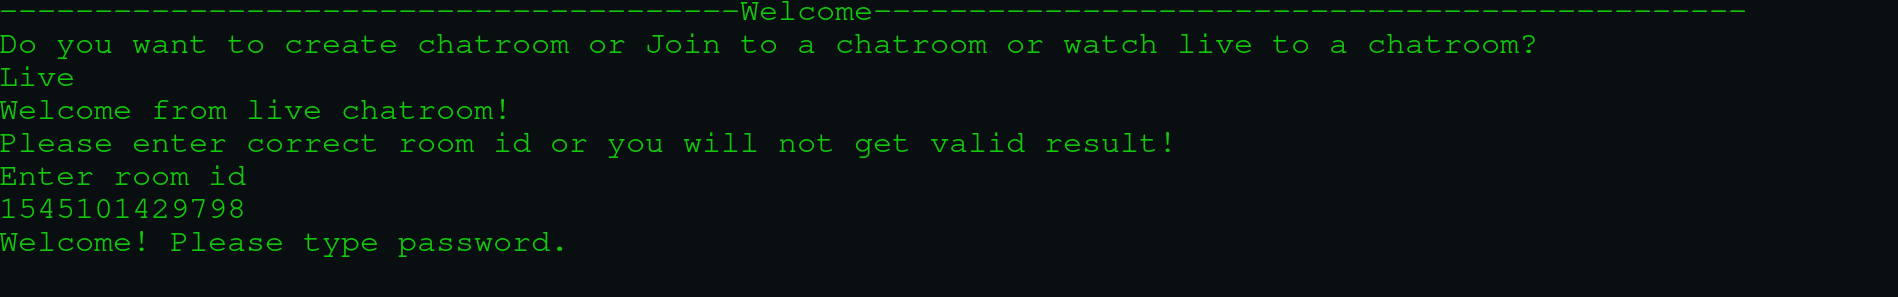 ---------------------------------------Welcome----------------------------------------------
Do you want to create chatroom or Join to a chatroom or watch live to a chatroom?
Live
Welcome from live chatroom!
Please enter correct room id or you will not get valid result!
Enter room id
1545101429798
Welcome! Please type password.